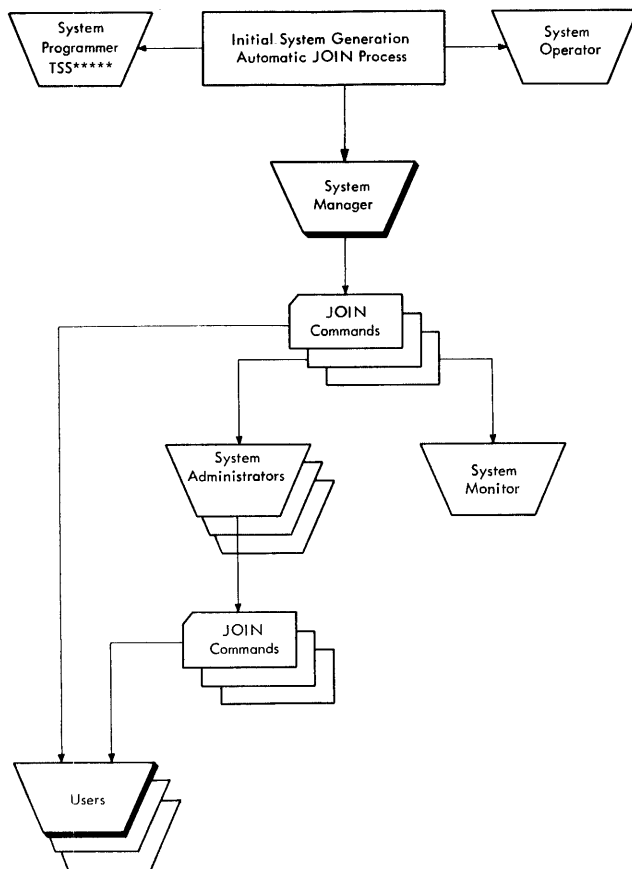 System
Programmer
TSS*****
Initial System Generation
Automatic JOIN Process
System
Operator
System
Manager
JOIN
Commands
System
Administrators
System
Monitor
JOIN
Commands
Users